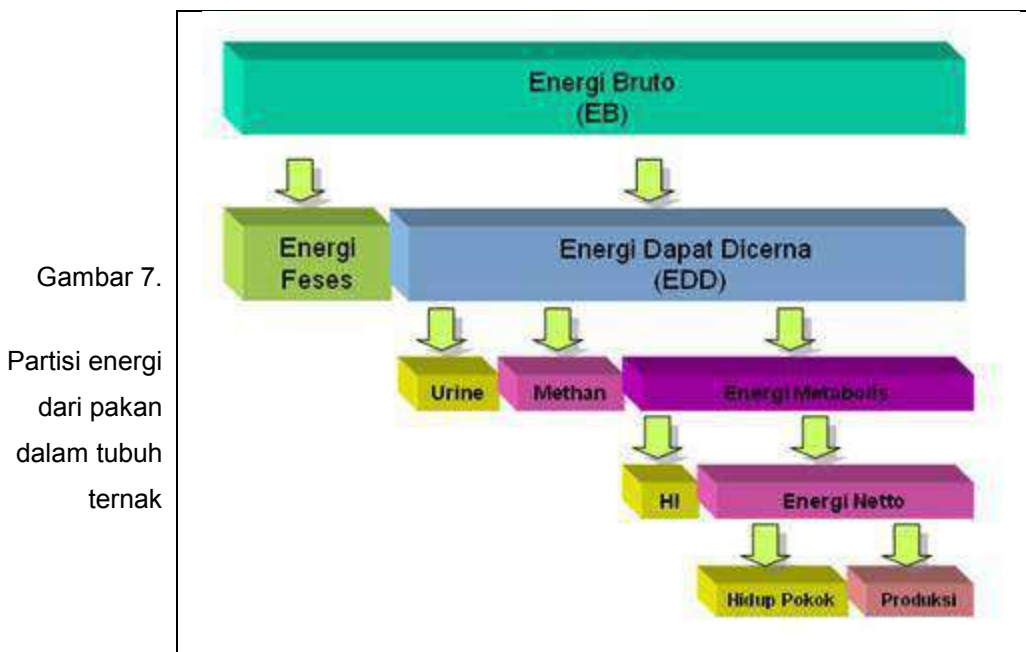 Energi Bruto
(EB)
Energi
Feses
Energi Dapat Dicerna
(EDD)
Gambar 7.
Partisi energi
dari pakan
dalam tubuh
ternak
Urine
Methan
Energi Metabolis
HI
Energi Netto
Hidup Pokok
Produksi